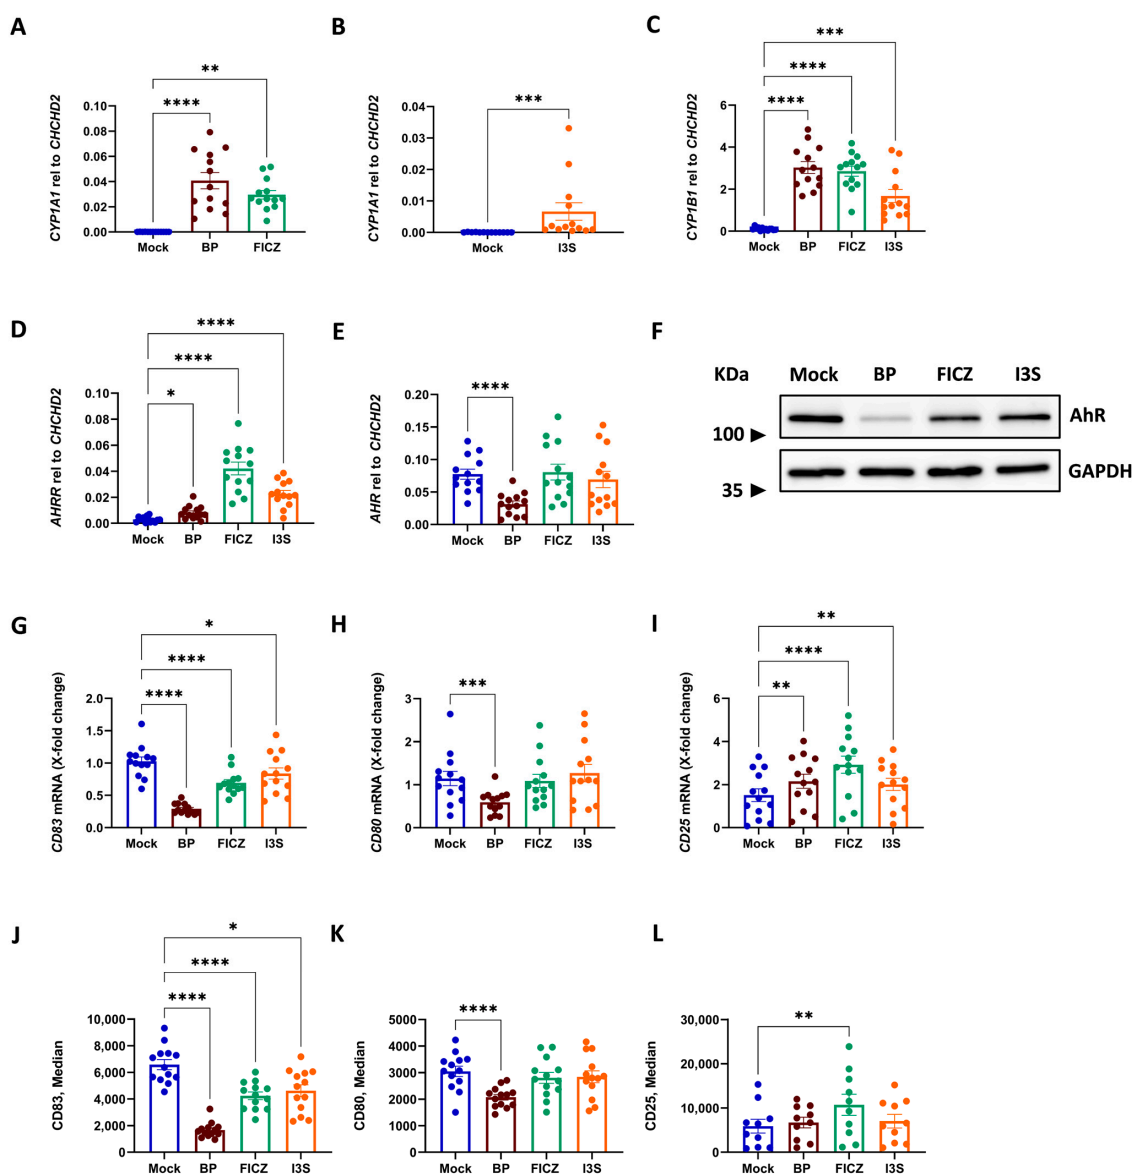 A
**
****
CYP1A1 rel to CHCHD2
0.10
0.08
0.06
0.04
0.02
0.00
Mock BP FICZ
B
***
CYP1A1 rel to CHCHD2
0.04
0.03
0.02
0.01
0.00
Mock I3S
C
***
****
****
CYP1B1 rel to CHCHD2
6
4
2
0
Mock BP FICZ I3S
D
****
****
*
AHRR rel to CHCHD2
0.10
0.08
0.06
0.04
0.02
0.00
Mock BP FICZ I3S
E
****
AHR rel to CHCHD2
0.20
0.15
0.10
0.05
0.00
Mock BP FICZ I3S
F
KDa Mock BP FICZ I3S
AhR
100
GAPDH
35
G
*
****
****
CD83 mRNA (X-fold change)
2.0
1.5
1.0
0.5
0.0
Mock BP FICZ I3S
H
***
CD80 mRNA (X-fold change)
3
2
1
0
Mock BP FICZ I3S
I
**
****
**
CD25 mRNA (X-fold change)
6
4
2
0
Mock BP FICZ I3S
J
*
****
****
CD83, Median
10,000
8,000
6,000
4,000
2,000
0
Mock BP FICZ I3S
K
****
CD80, Median
5000
4000
3000
2000
1000
0
Mock BP FICZ I3S
L
**
CD25, Median
30,000
20,000
10,000
0
Mock BP FICZ I3S